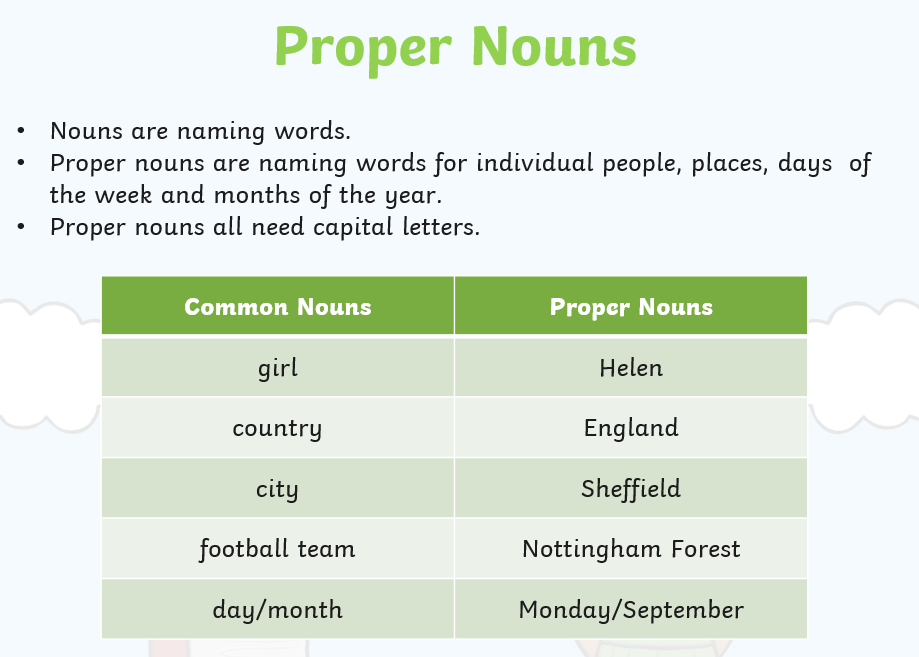 Proper Nouns
• Nouns are naming words.
• Proper nouns are naming words for individual people, places, days  of
the week and months of the year.
• Proper nouns all need capital letters.
Common Nouns Proper Nouns
girl Helen
country England
city Sheffield
football team Nottingham Forest
day/month Monday/September